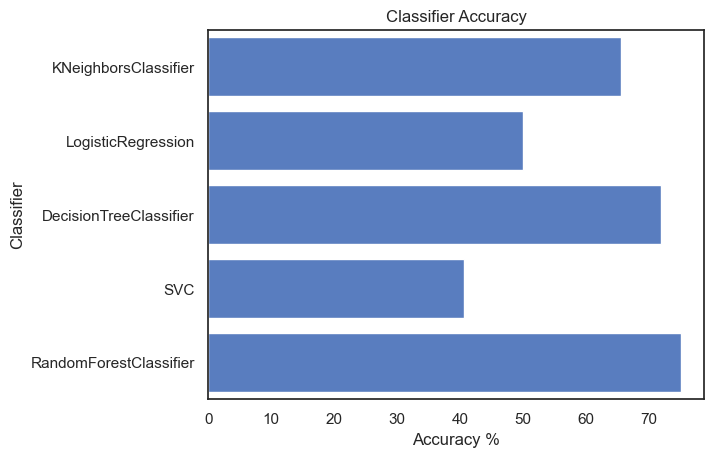 Classifier Accuracy
Classifier
KNeighborsClassifier
LogisticRegression
DecisionTreeClassifier
SVC
RandomForestClassifier
0 10 20 30 40 50 60 70
Accuracy %